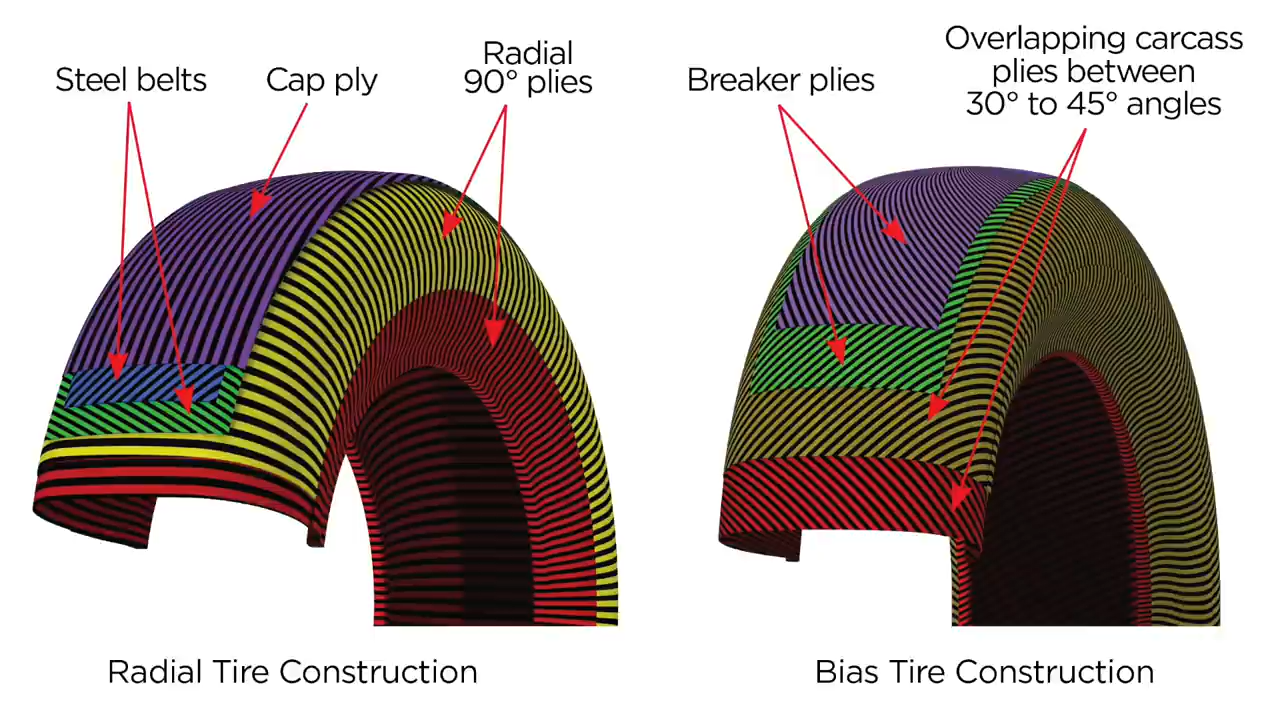 Steel belts
Cap ply
Radial
90° plies
Breaker plies
Overlapping carcass
plies between
30° to 45° angles
Radial Tire Construction
Bias Tire Construction